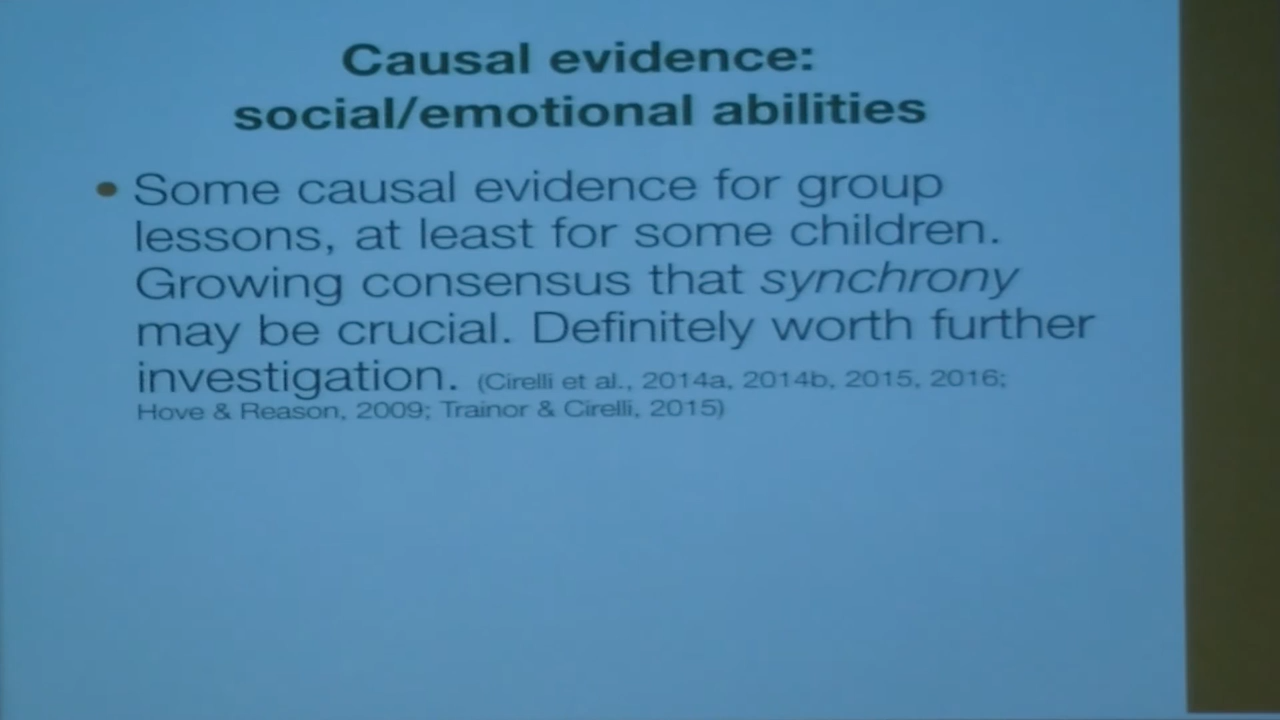 Causal evidence:
social/emotional abilities
• Some causal evidence for group
lessons, at least for some children.
Growing consensus that synchrony
may be crucial. Definitely worth further
investigation. (Cirelli et al., 2014a, 2014b, 2015, 2016;
Hove & Reason, 2009; Trainor & Cirelli, 2015)